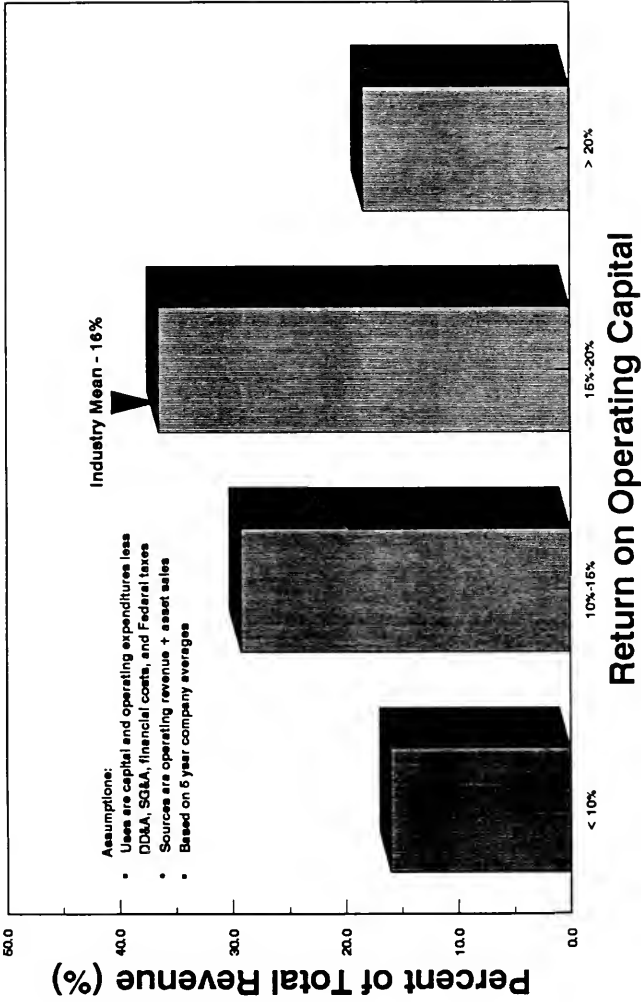 Percent of Total Revenue (%)
50.0
40.0
30.0
20.0
10.0
0.0
Assumptions:
• Uses are capital and operating expenditures less
DD&A, SG&A, financial costs, and Federal taxes
• Sources are operating revenue + asset sales
• Based on 5 year company averages
Industry Mean - 16%
< 10%
10%-15%
15%-20%
> 20%
Return on Operating Capital